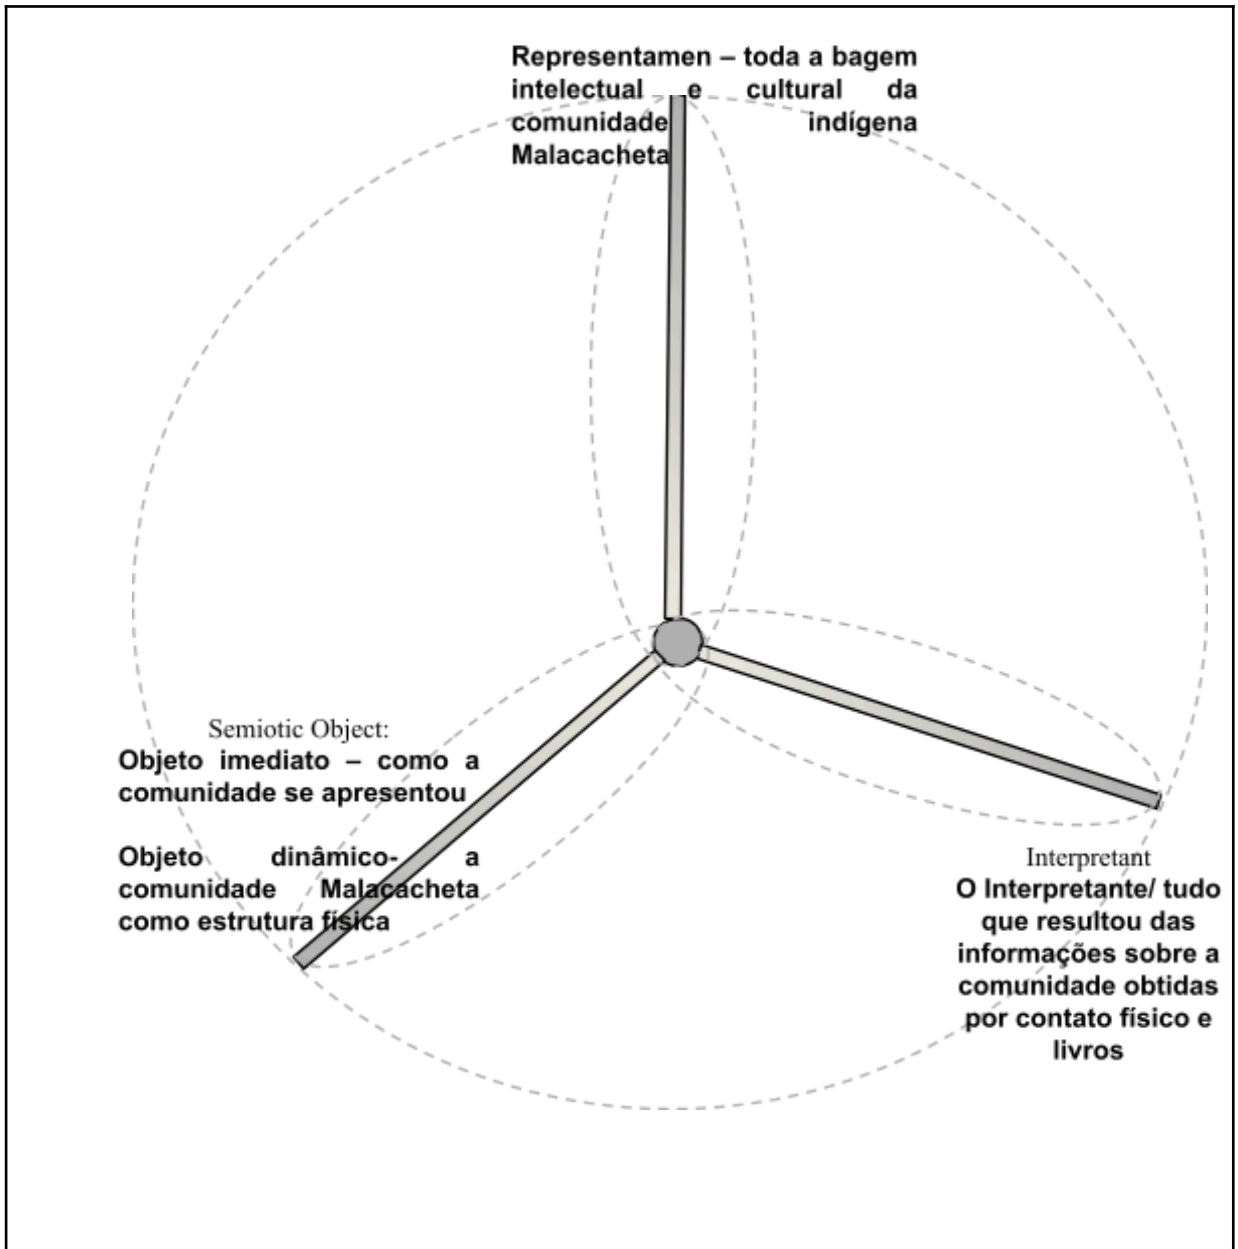 Representamen – toda a bagem
intelectual e cultural da
comunidade indígena
Malacacheta
Semiotic Object:
Objeto imediato – como a
comunidade se apresentou
Objeto dinâmico- a
comunidade Malacacheta
como estrutura física
Interpretant
O Interpretante/ tudo
que resultou das
informações sobre a
comunidade obtidas
por contato físico e
livros